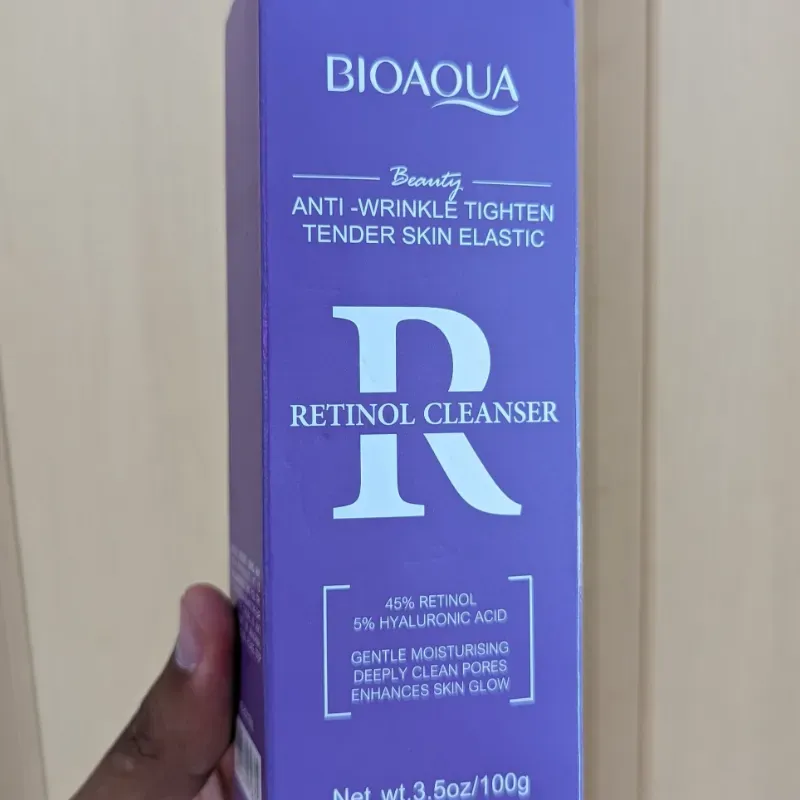 BIOAQUA
Beauty
ANTI -WRINKLE TIGHTEN
TENDER SKIN ELASTIC
R
RETINOL CLEANSER
45% RETINOL
5% HYALURONIC ACID
GENTLE MOISTURISING
DEEPLY CLEAN PORES
ENHANCES SKIN GLOW
Net wt.3.5oz/100g